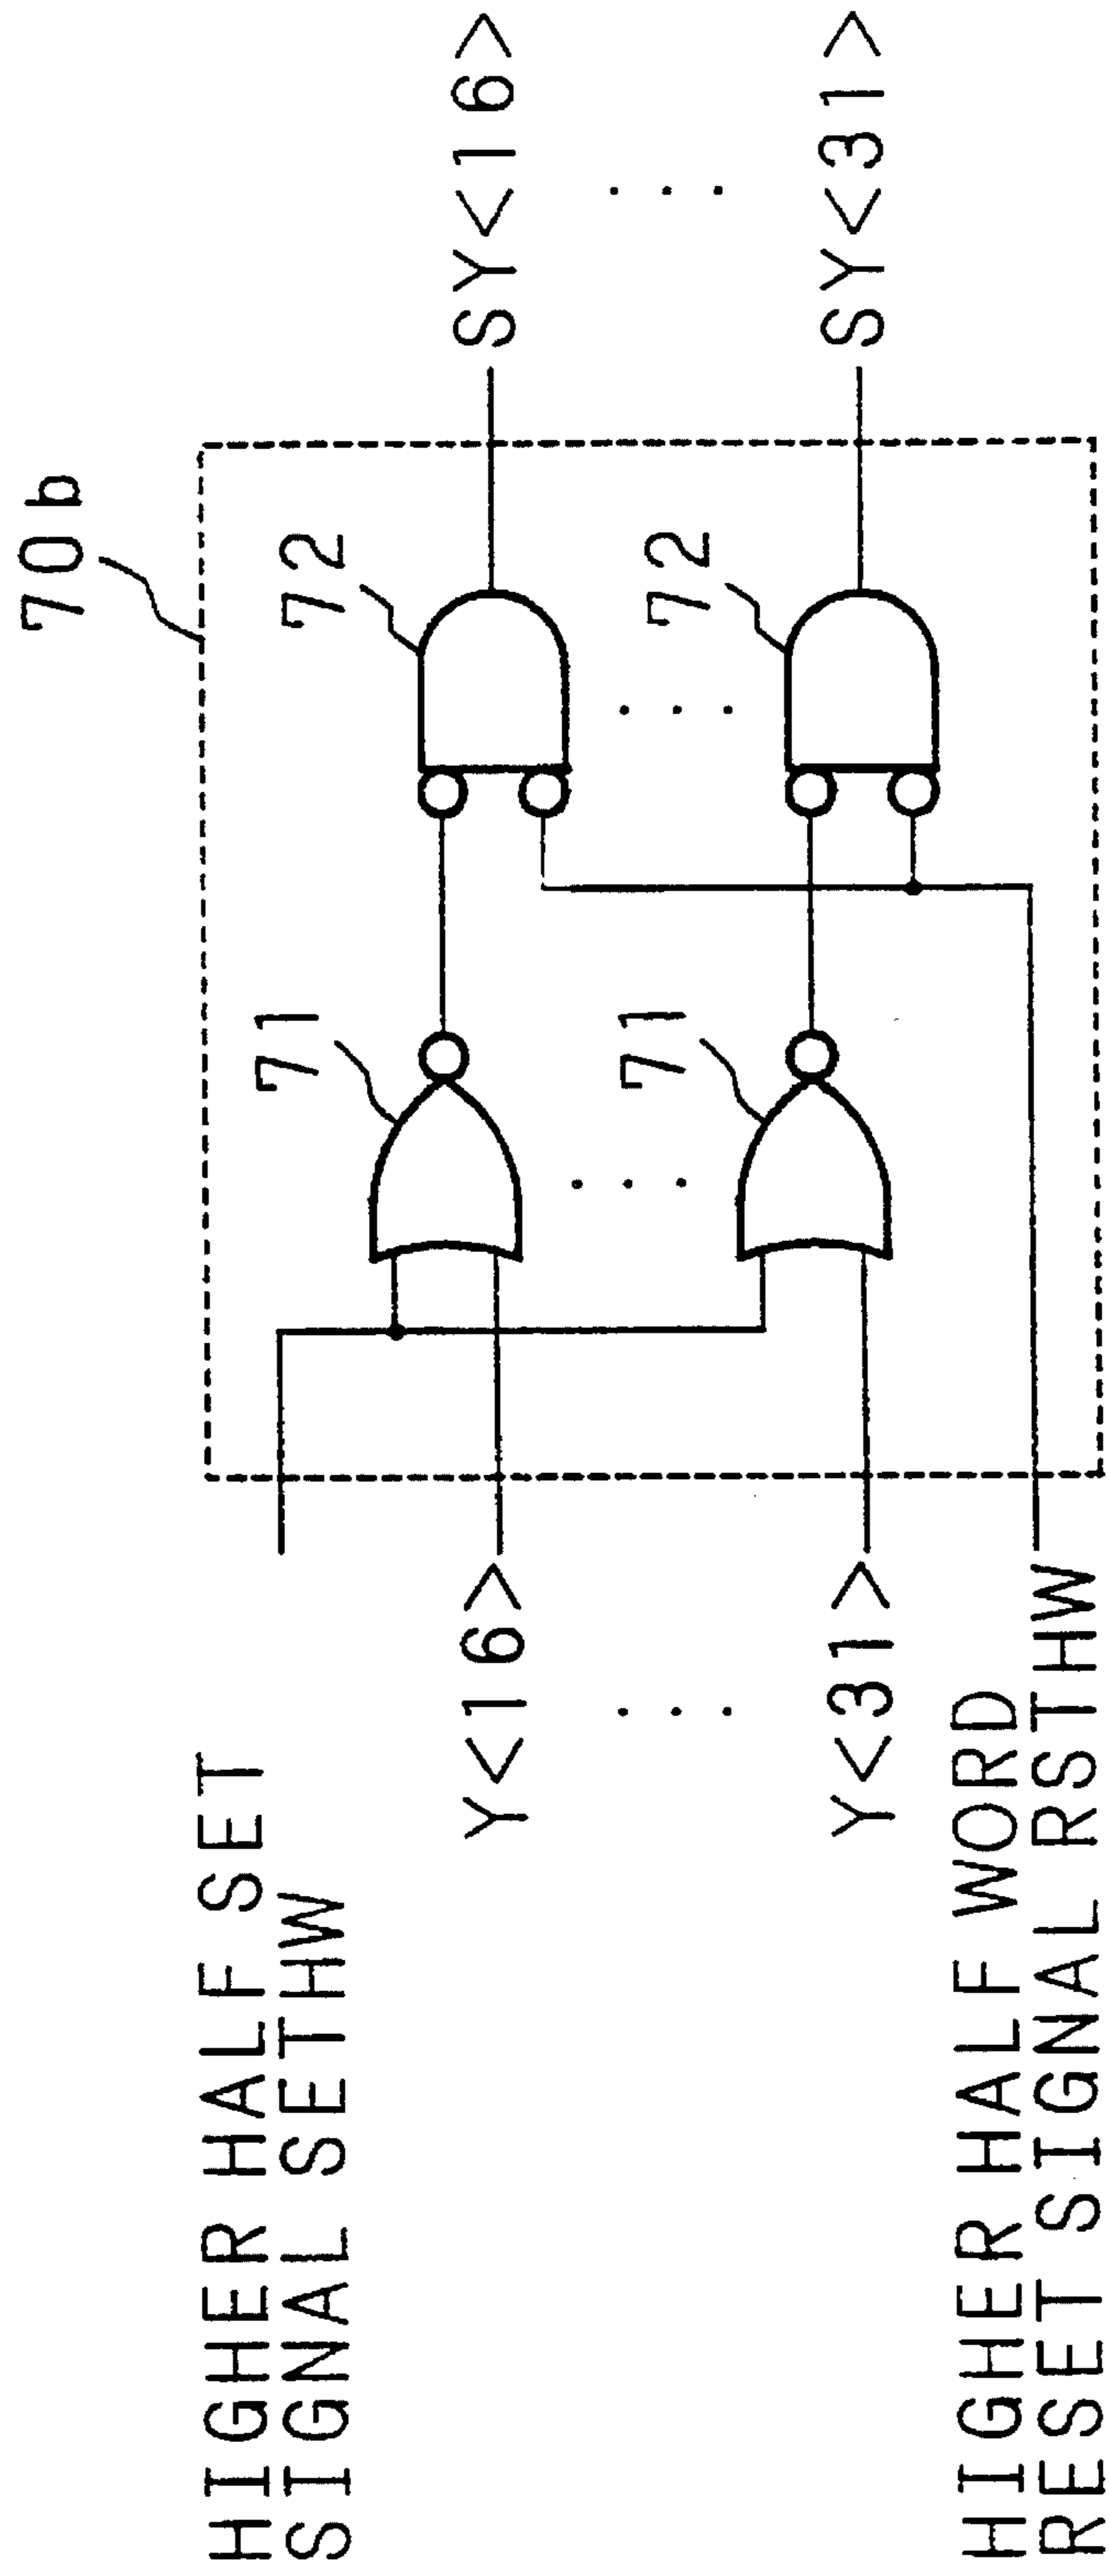 70b
HIGHER HALF SET
SIGNAL SETHW
71
72
Y<16>
SY<16>
. . .
. . .
. . .
. . .
71
72
Y<31>
SY<31>
HIGHER HALF WORD
RESET SIGNAL RSTHW